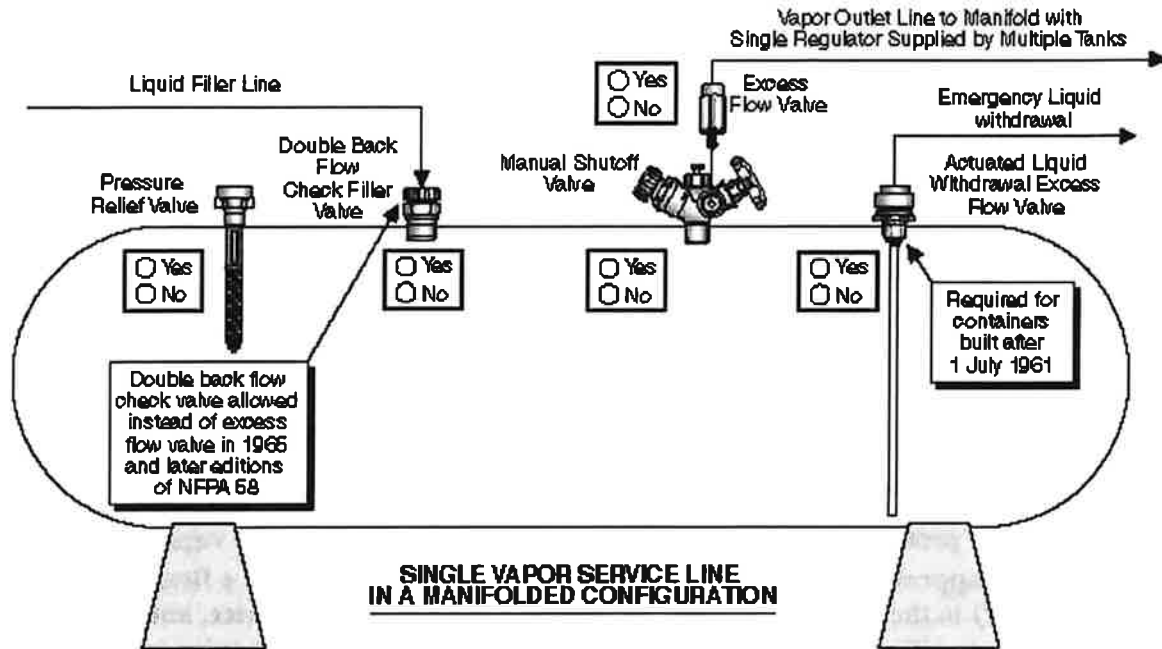 Vapor Outlet Line to Manifold with
Single Regulator Supplied by Multiple Tanks
Liquid Filler Line
Yes
No
Excess
Flow Valve
Emergency Liquid
withdrawal
Double Back
Flow
Check Filler
Valve
Manual Shutoff
Valve
Actuated Liquid
Withdrawal Excess
Flow Valve
Pressure
Relief Valve
Yes
No
Yes
No
Yes
No
Yes
No
Required for
containers
built after
1 July 1961
Double back flow
check valve allowed
instead of excess
flow valve in 1965
and later editions
of NFPA 58
SINGLE VAPOR SERVICE LINE
IN A MANIFOLDED CONFIGURATION